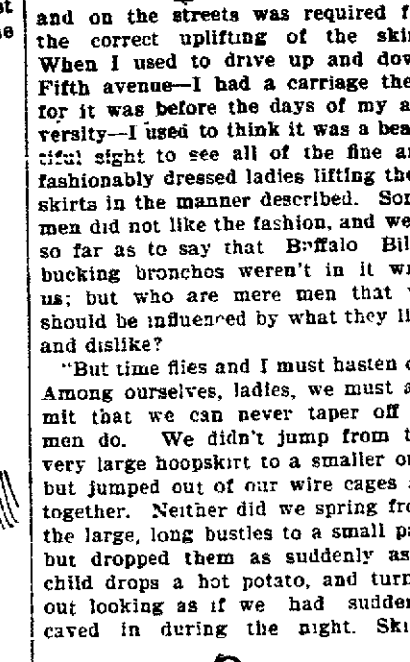 and on the streets was required f
the correct uplifting of the skir
When I used to drive up and dow
Fifth avenue—I had a carriage the
for it was before the days of my a
versity—I used to think it was a bea
tiful sight to see all of the fine a
fashionably dressed ladies lifting the
skirts in the manner described. Som
men did not like the fashion, and we
so far as to say that Buffalo Bill
bucking bronchos weren't in it wi
us; but who are mere men that w
should be influenced by what they li
and dislike?
"But time flies and I must hasten o
Among ourselves, ladies, we must a
mit that we can never taper off
men do. We didn't jump from t
very large hoopskirt to a smaller on
but jumped out of our wire cages a
together. Neither did we spring fro
the large, long bustles to a small pa
but dropped them as suddenly as
child drops a hot potato, and turn
out looking as if we had sudden
caved in during the night. Ski